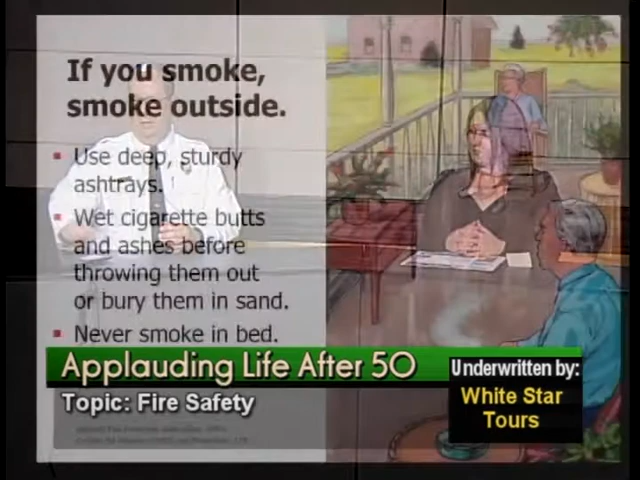 If you smoke,
smoke outside.
Use deep, sturdy
ashtrays.
Wet cigarette butts
and ashes before
throwing them out
or bury them in sand.
Never smoke in bed.
Applauding Life After 50
Topic: Fire Safety
Underwritten by:
White Star
Tours